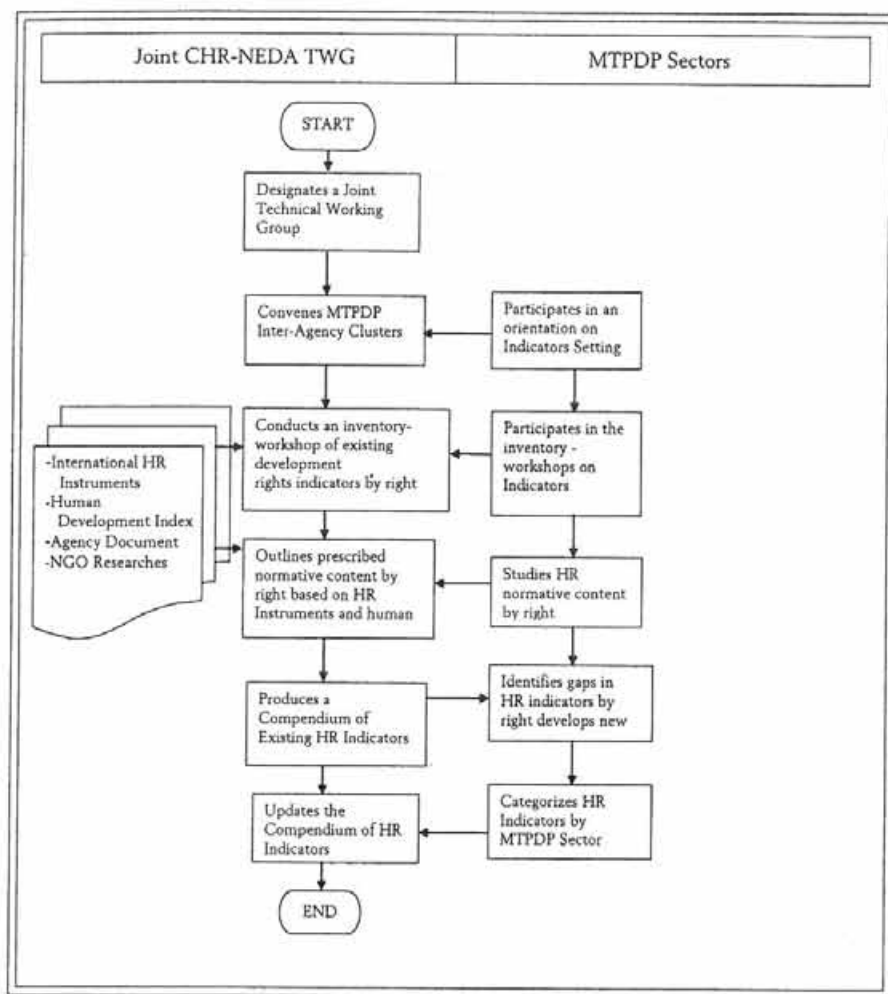 Joint CHR-NEDA TWG
MTPDP Sectors
START
Designates a Joint
Technical Working
Group
Convenes MTPDP
Inter-Agency Clusters
Participates in an
orientation on
Indicators Setting
-International HR
Instruments
-Human
Development Index
-Agency Document
-NGO Researches
Conducts an inventory-
workshop of existing
development
rights indicators by right
Participates in the
inventory -
workshops on
Indicators
Outlines prescribed
normative content by
right based on HR
Instruments and human
Studies HR
normative content
by right
Produces a
Compendium of
Existing HR Indicators
Identifies gaps in
HR indicators by
right develops new
Updates the
Compendium of HR
Indicators
Categorizes HR
Indicators by
MTPDP Sector
END